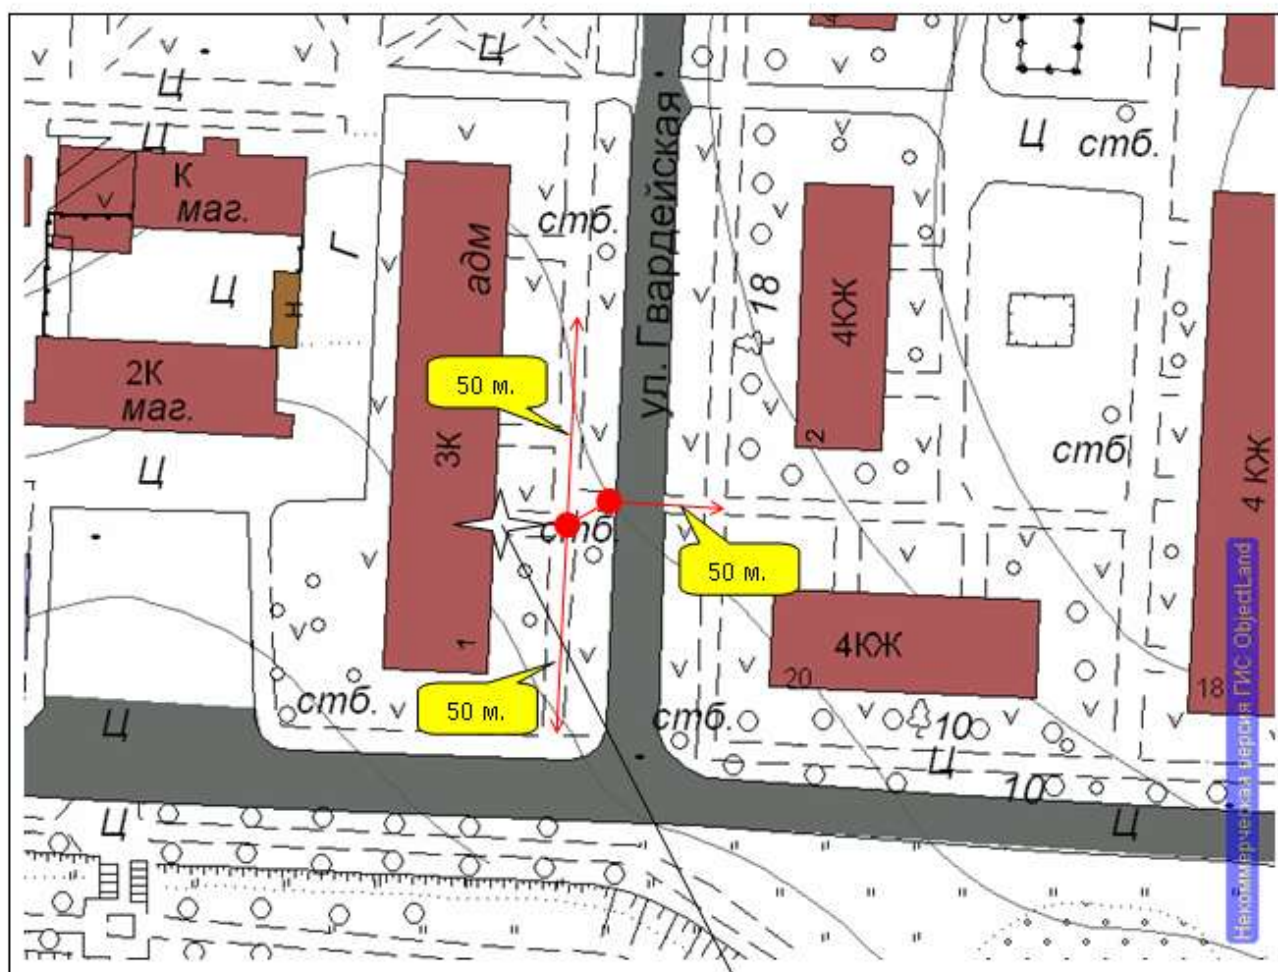 Ц
Ц
Ц
Ц
К
маг.
Г
адм
стб.
ул. Гвардейская
Ц
стб.
Ц
Н
18
4КЖ
2К
маг.
50 м.
3К
2
стб.
4 КЖ
Ц
стб.
50 м.
1
4КЖ
20
18
стб.
50 м.
стб.
Ц
10
Ц
10
Ц
Ц
Некоммерческая версия ГИС ObjectLand